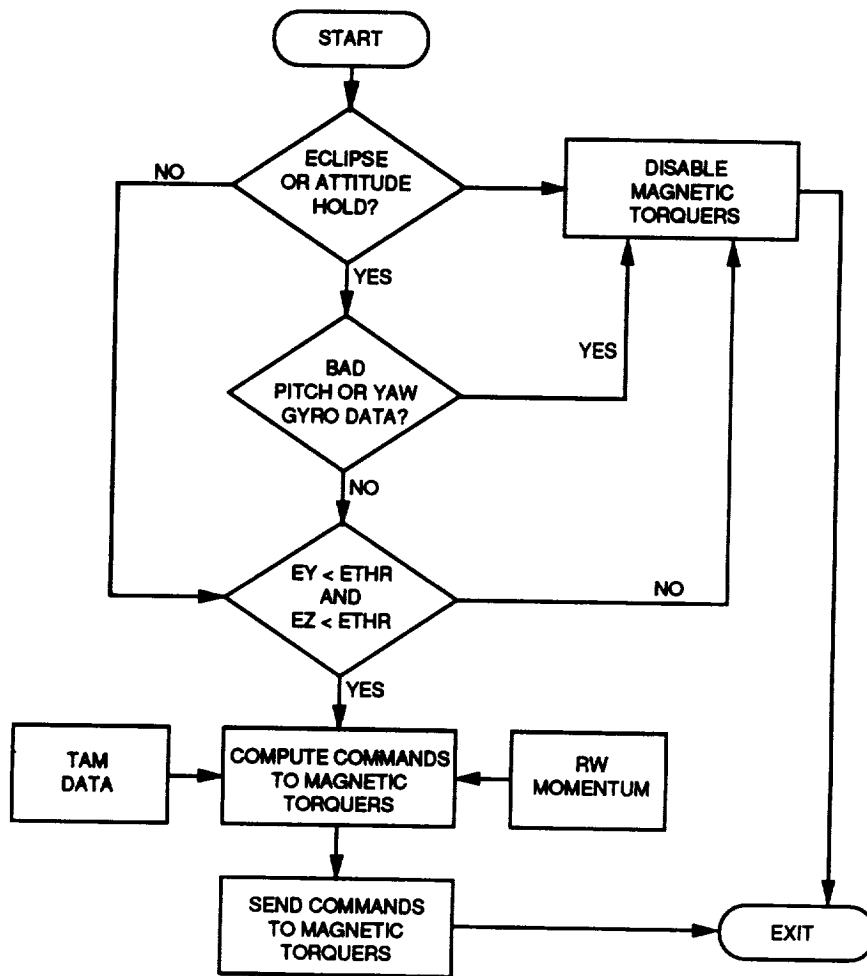 START
ECLIPSE
OR ATTITUDE
HOLD?
NO
DISABLE
MAGNETIC
TORQUERS
YES
BAD
PITCH OR YAW
GYRO DATA?
YES
NO
EY < ETHR
AND
EZ < ETHR
NO
YES
TAM
DATA
COMPUTE COMMANDS
TO MAGNETIC
TORQUERS
RW
MOMENTUM
SEND COMMANDS
TO MAGNETIC
TORQUERS
EXIT